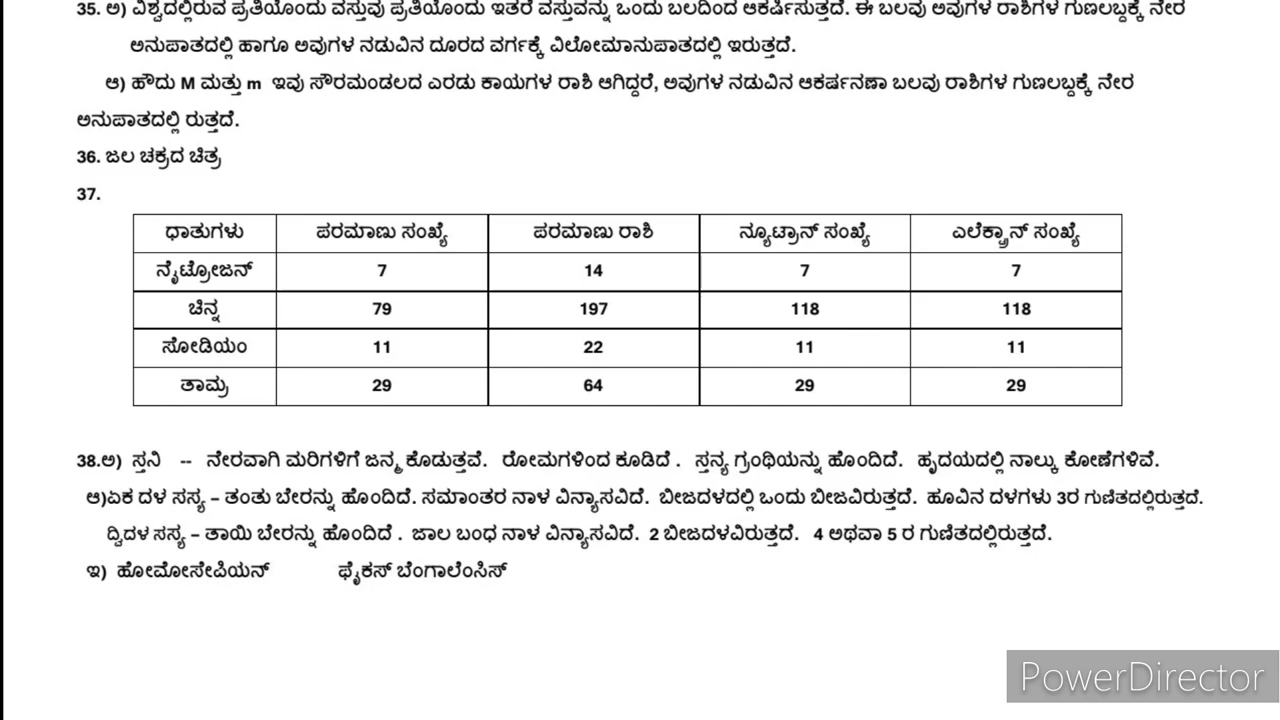 35. ಅ) ವಿಶ್ವದಲ್ಲಿರುವ ಪ್ರತಿಯೊಂದು ವಸ್ತುವು ಪ್ರತಿಯೊಂದು ಇತರೆ ವಸ್ತುವನ್ನು ಒಂದು ಬಲದಿಂದ ಆಕರ್ಷಿಸುತ್ತದೆ. ಈ ಬಲವು ಅವುಗಳ ರಾಶಿಗಳ ಗುಣಲಬ್ದಕ್ಕೆ ನೇರ
ಅನುಪಾತದಲ್ಲಿ ಹಾಗೂ ಅವುಗಳ ನಡುವಿನ ದೂರದ ವರ್ಗಕ್ಕೆ ವಿಲೋಮಾನುಪಾತದಲ್ಲಿ ಇರುತ್ತದೆ.
ಆ) ಹೌದು M ಮತ್ತು m ಇವು ಸೌರಮಂಡಲದ ಎರಡು ಕಾಯಗಳ ರಾಶಿ ಆಗಿದ್ದರೆ, ಅವುಗಳ ನಡುವಿನ ಆಕರ್ಷನಣಾ ಬಲವು ರಾಶಿಗಳ ಗುಣಲಬ್ದಕ್ಕೆ ನೇರ
ಅನುಪಾತದಲ್ಲಿ ರುತ್ತದೆ.
36. ಜಲ ಚಕ್ರದ ಚಿತ್ರ
37.
ಧಾತುಗಳು ಪರಮಾಣು ಸಂಖ್ಯೆ ಪರಮಾಣು ರಾಶಿ ನ್ಯೂಟ್ರಾನ್ ಸಂಖ್ಯೆ ಎಲೆಕ್ಟ್ರಾನ್ ಸಂಖ್ಯೆ
ನೈಟ್ರೋಜನ್ 7 14 7 7
ಚಿನ್ನ 79 197 118 118
ಸೋಡಿಯಂ 11 22 11 11
ತಾಮ್ರ 29 64 29 29
38.ಅ) ಸ್ತನಿ -- ನೇರವಾಗಿ ಮರಿಗಳಿಗೆ ಜನ್ಮ ಕೊಡುತ್ತವೆ. ರೋಮಗಳಿಂದ ಕೂಡಿದೆ . ಸ್ತನ್ಯ ಗ್ರಂಥಿಯನ್ನು ಹೊಂದಿದೆ. ಹೃದಯದಲ್ಲಿ ನಾಲ್ಕು ಕೋಣೆಗಳಿವೆ.
ಆ)ಏಕ ದಳ ಸಸ್ಯ – ತಂತು ಬೇರನ್ನು ಹೊಂದಿದೆ. ಸಮಾಂತರ ನಾಳ ವಿನ್ಯಾಸವಿದೆ. ಬೀಜದಳದಲ್ಲಿ ಒಂದು ಬೀಜವಿರುತ್ತದೆ. ಹೂವಿನ ದಳಗಳು 3ರ ಗುಣಿತದಲ್ಲಿರುತ್ತದೆ.
ದ್ವಿದಳ ಸಸ್ಯ – ತಾಯಿ ಬೇರನ್ನು ಹೊಂದಿದೆ . ಜಾಲ ಬಂಧ ನಾಳ ವಿನ್ಯಾಸವಿದೆ. 2 ಬೀಜದಳವಿರುತ್ತದೆ. 4 ಅಥವಾ 5 ರ ಗುಣಿತದಲ್ಲಿರುತ್ತದೆ.
ಇ) ಹೋಮೋಸೇಪಿಯನ್ ಫೈಕಸ್ ಬೆಂಗಾಲೆಂಸಿಸ್
PowerDirector